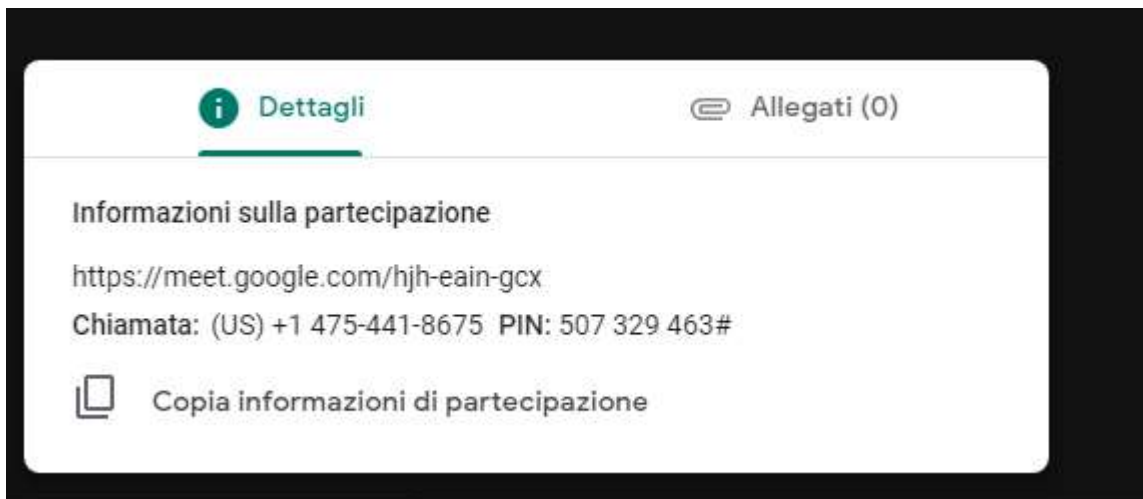 Dettagli
Allegati (0)
Informazioni sulla partecipazione
https://meet.google.com/hjh-eain-gcx
Chiamata: (US) +1 475-441-8675 PIN: 507 329 463#
Copia informazioni di partecipazione